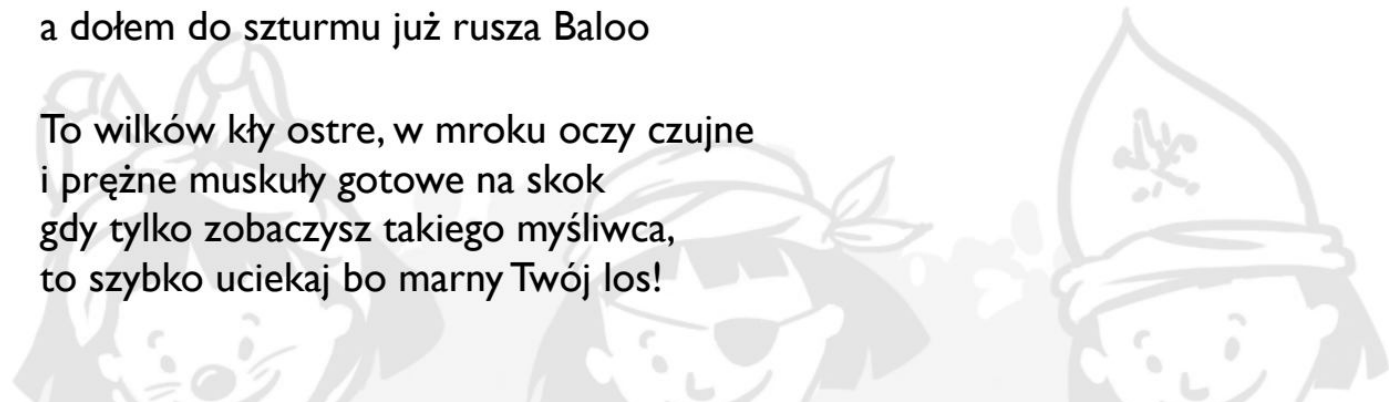 a dołem do szturmu już rusza Baloo
To wilków kły ostre, w mroku oczy czujne
i prężne muskuły gotowe na skok
gdy tylko zobaczysz takiego myśliwca,
to szybko uciekaj bo marny Twój los!